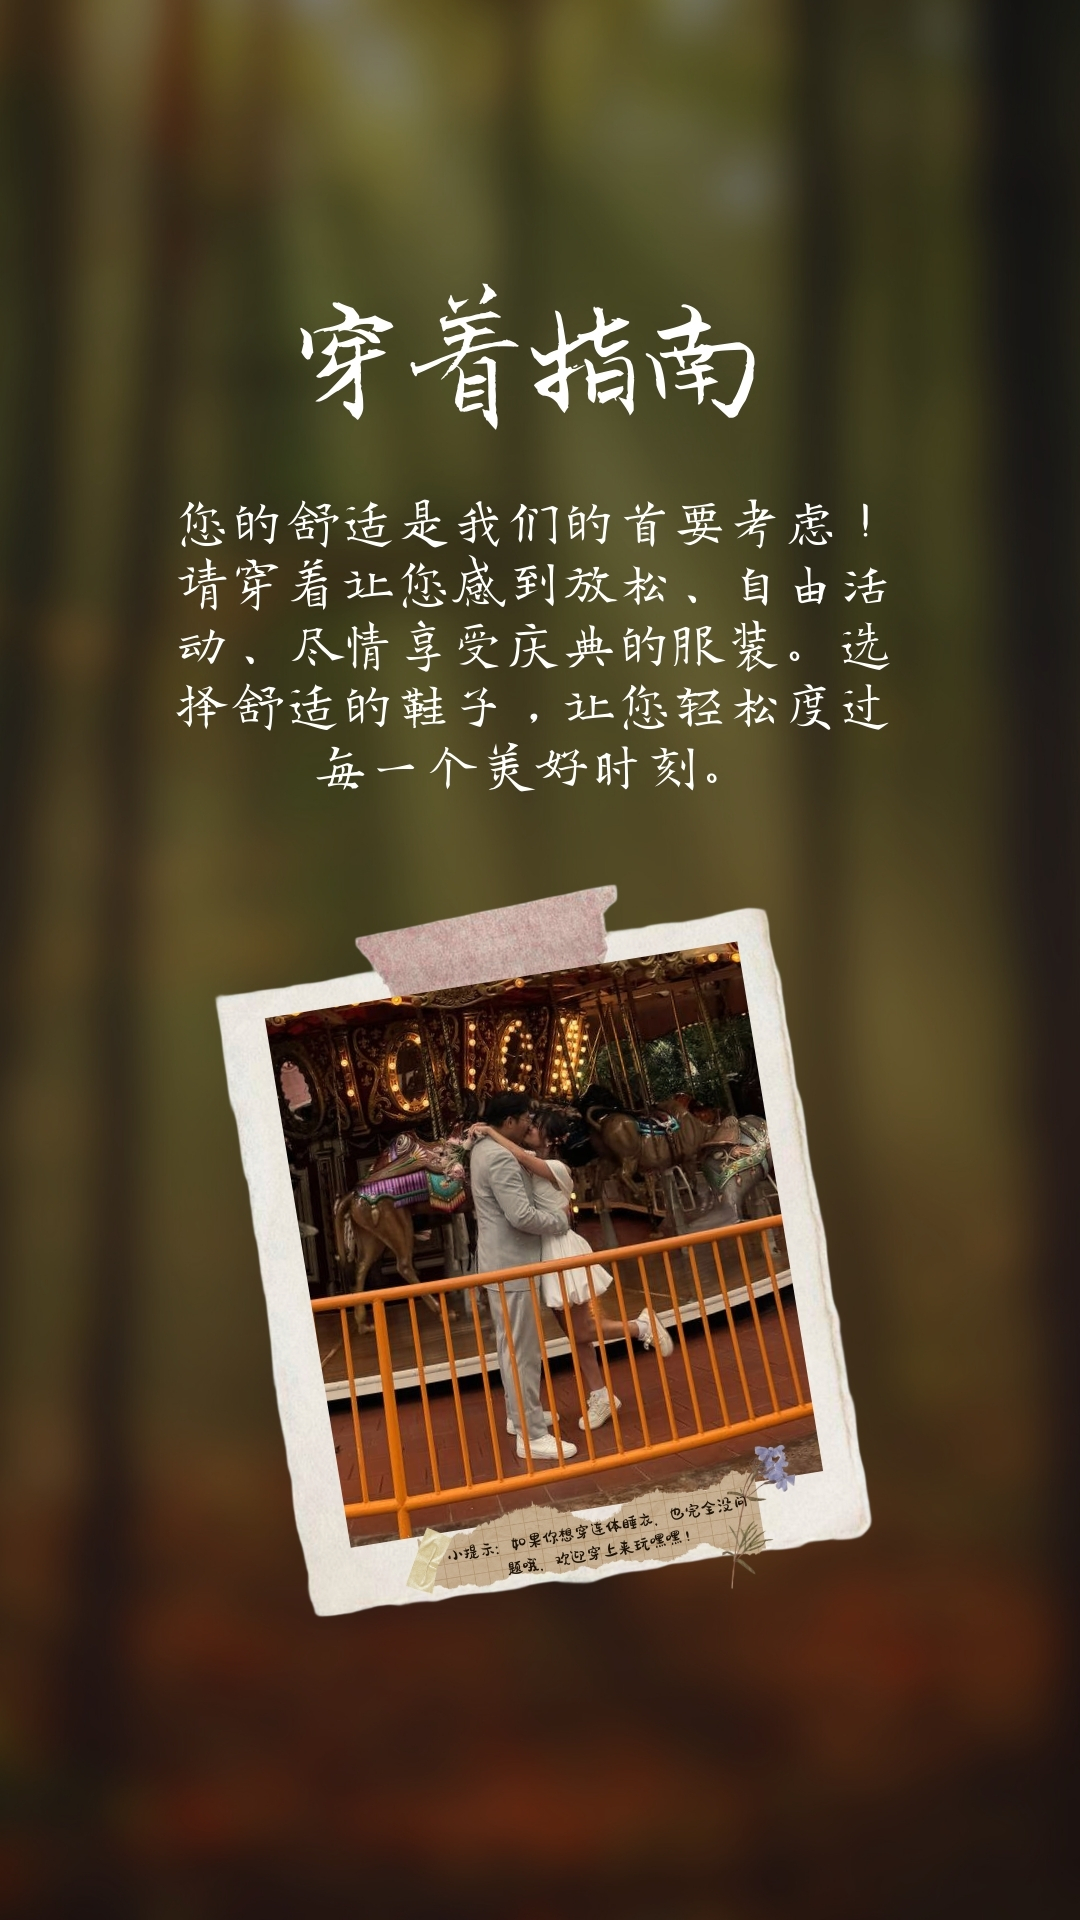 穿着指南
您的舒适是我们的首要考虑！
请穿着让您感到放松、自由活
动、尽情享受庆典的服装。选
择舒适的鞋子，让您轻松度过
每一个美好时刻。
小提示：如果你想穿连体睡衣，也完全没问
题哦，欢迎穿上来玩嘿嘿！